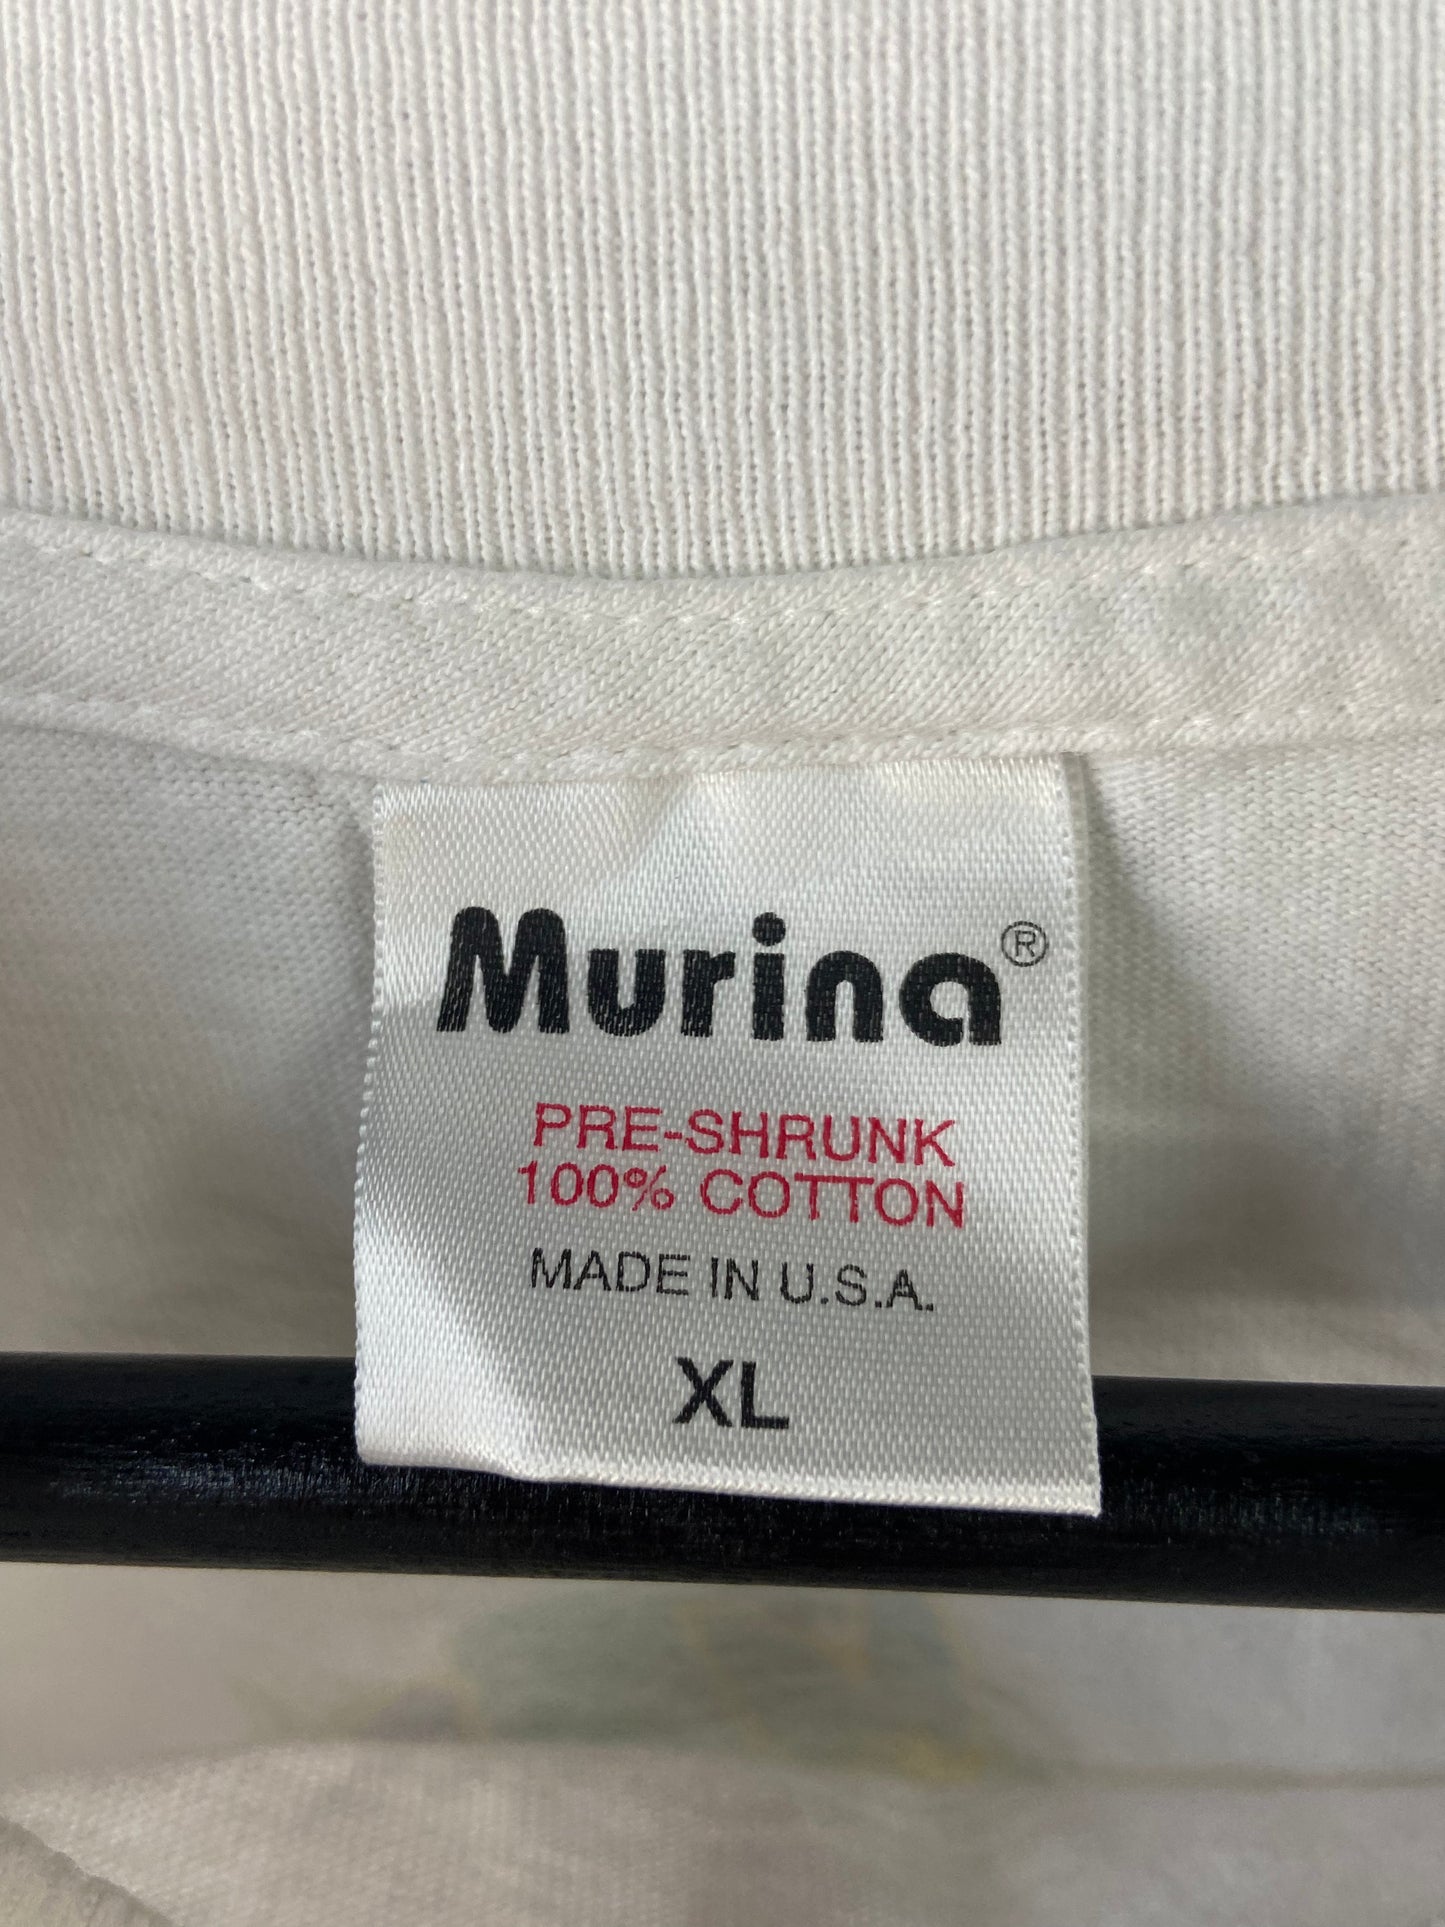 Murina®
PRE-SHRUNK
100% COTTON
MADE IN U.S.A.
XL